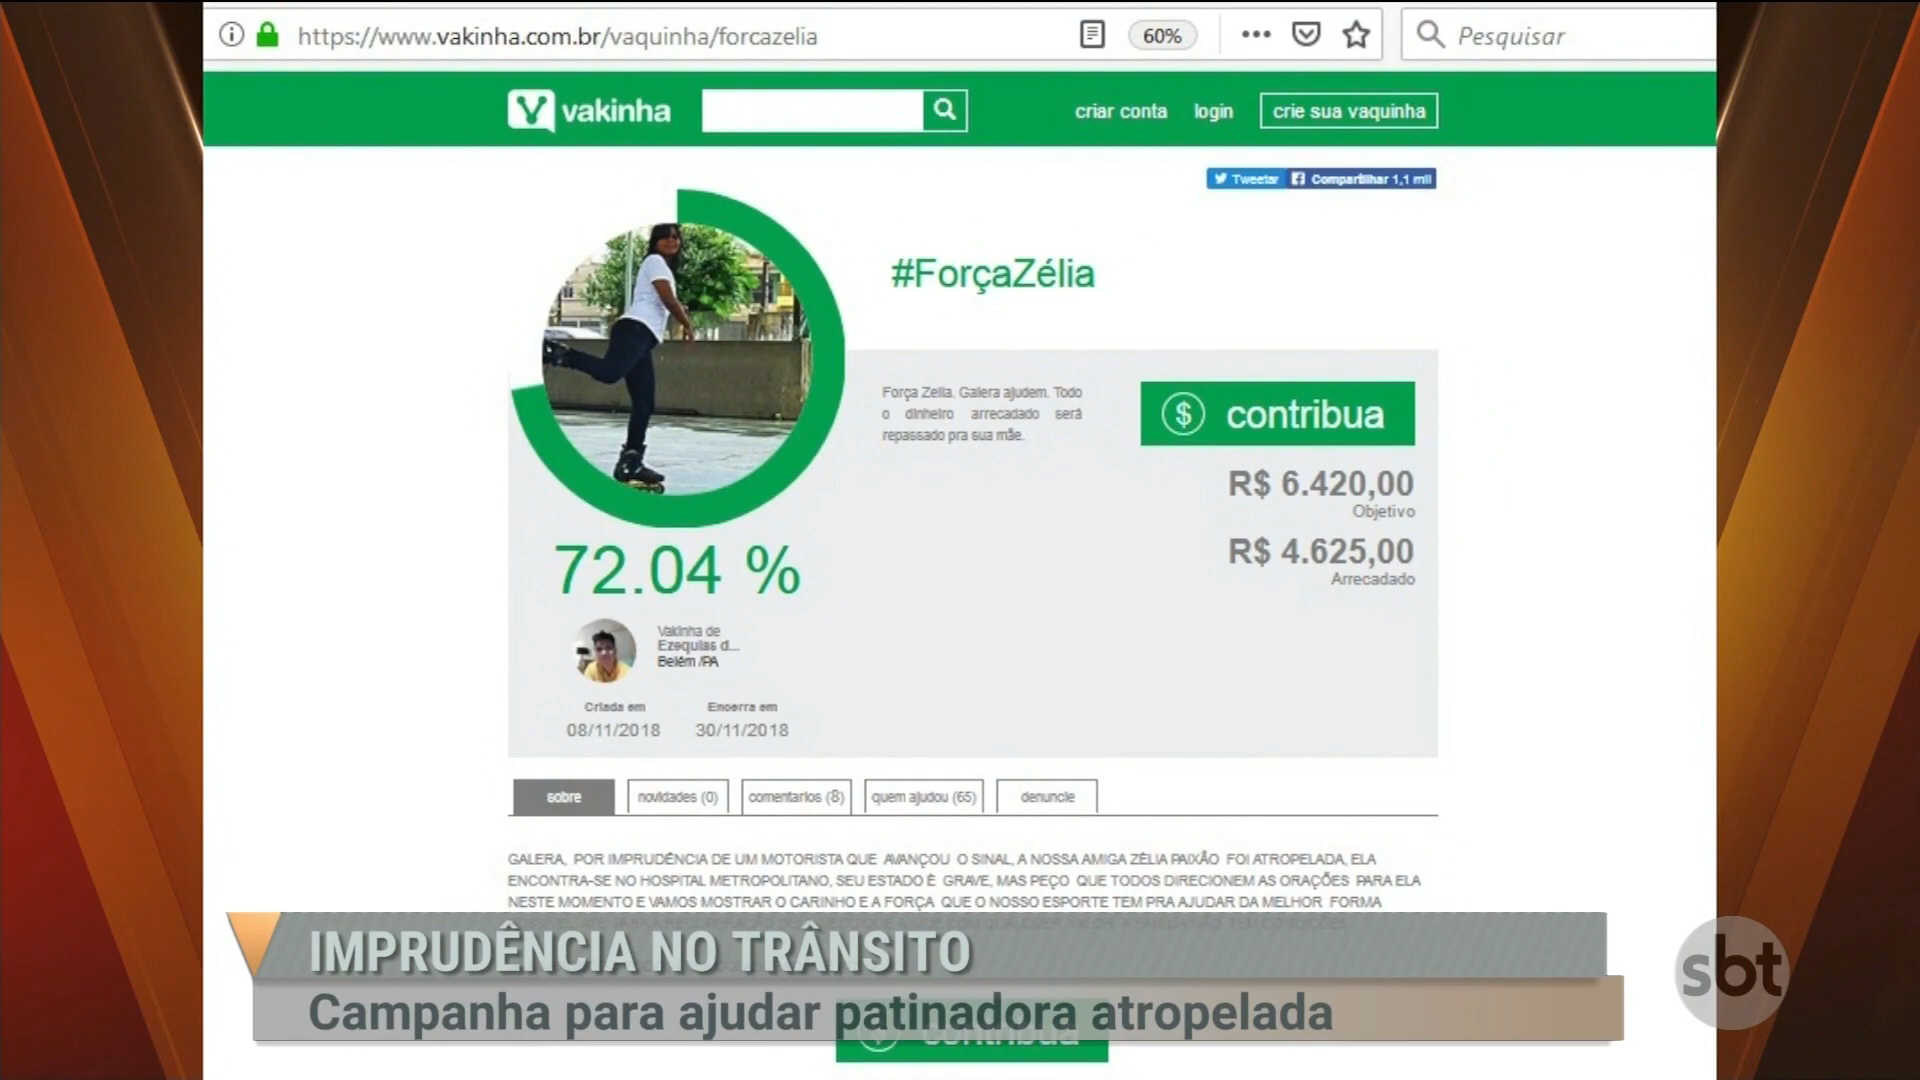 https://www.vakinha.com.br/vaquinha/forcazelia
60%
Pesquisar
vakinha
criar conta
login
crie sua vaquinha
Tweetar
Compartilhar 1,1 mil
#ForçaZélia
Força Zelia. Galera ajudem. Todo
o dinheiro arrecadado será
repassado pra sua mãe.
$ contribua
R$ 6.420,00
Objetivo
R$ 4.625,00
Arrecadado
72.04 %
Vakinha de
Ezequias d...
Belém /PA
Criada em
08/11/2018
Encerra em
30/11/2018
sobre
novidades (0)
comentarios (8)
quem ajudou (65)
denuncie
GALERA, POR IMPRUDÊNCIA DE UM MOTORISTA QUE AVANÇOU O SINAL, A NOSSA AMIGA ZÉLIA PAIXÃO FOI ATROPELADA, ELA
ENCONTRA-SE NO HOSPITAL METROPOLITANO, SEU ESTADO É GRAVE, MAS PEÇO QUE TODOS DIRECIONEM AS ORAÇÕES PARA ELA
NESTE MOMENTO E VAMOS MOSTRAR O CARINHO E A FORÇA QUE O NOSSO ESPORTE TEM PRA AJUDAR DA MELHOR FORMA
IMPRUDÊNCIA NO TRÂNSITO
Campanha para ajudar patinadora atropelada
contribua
sbt